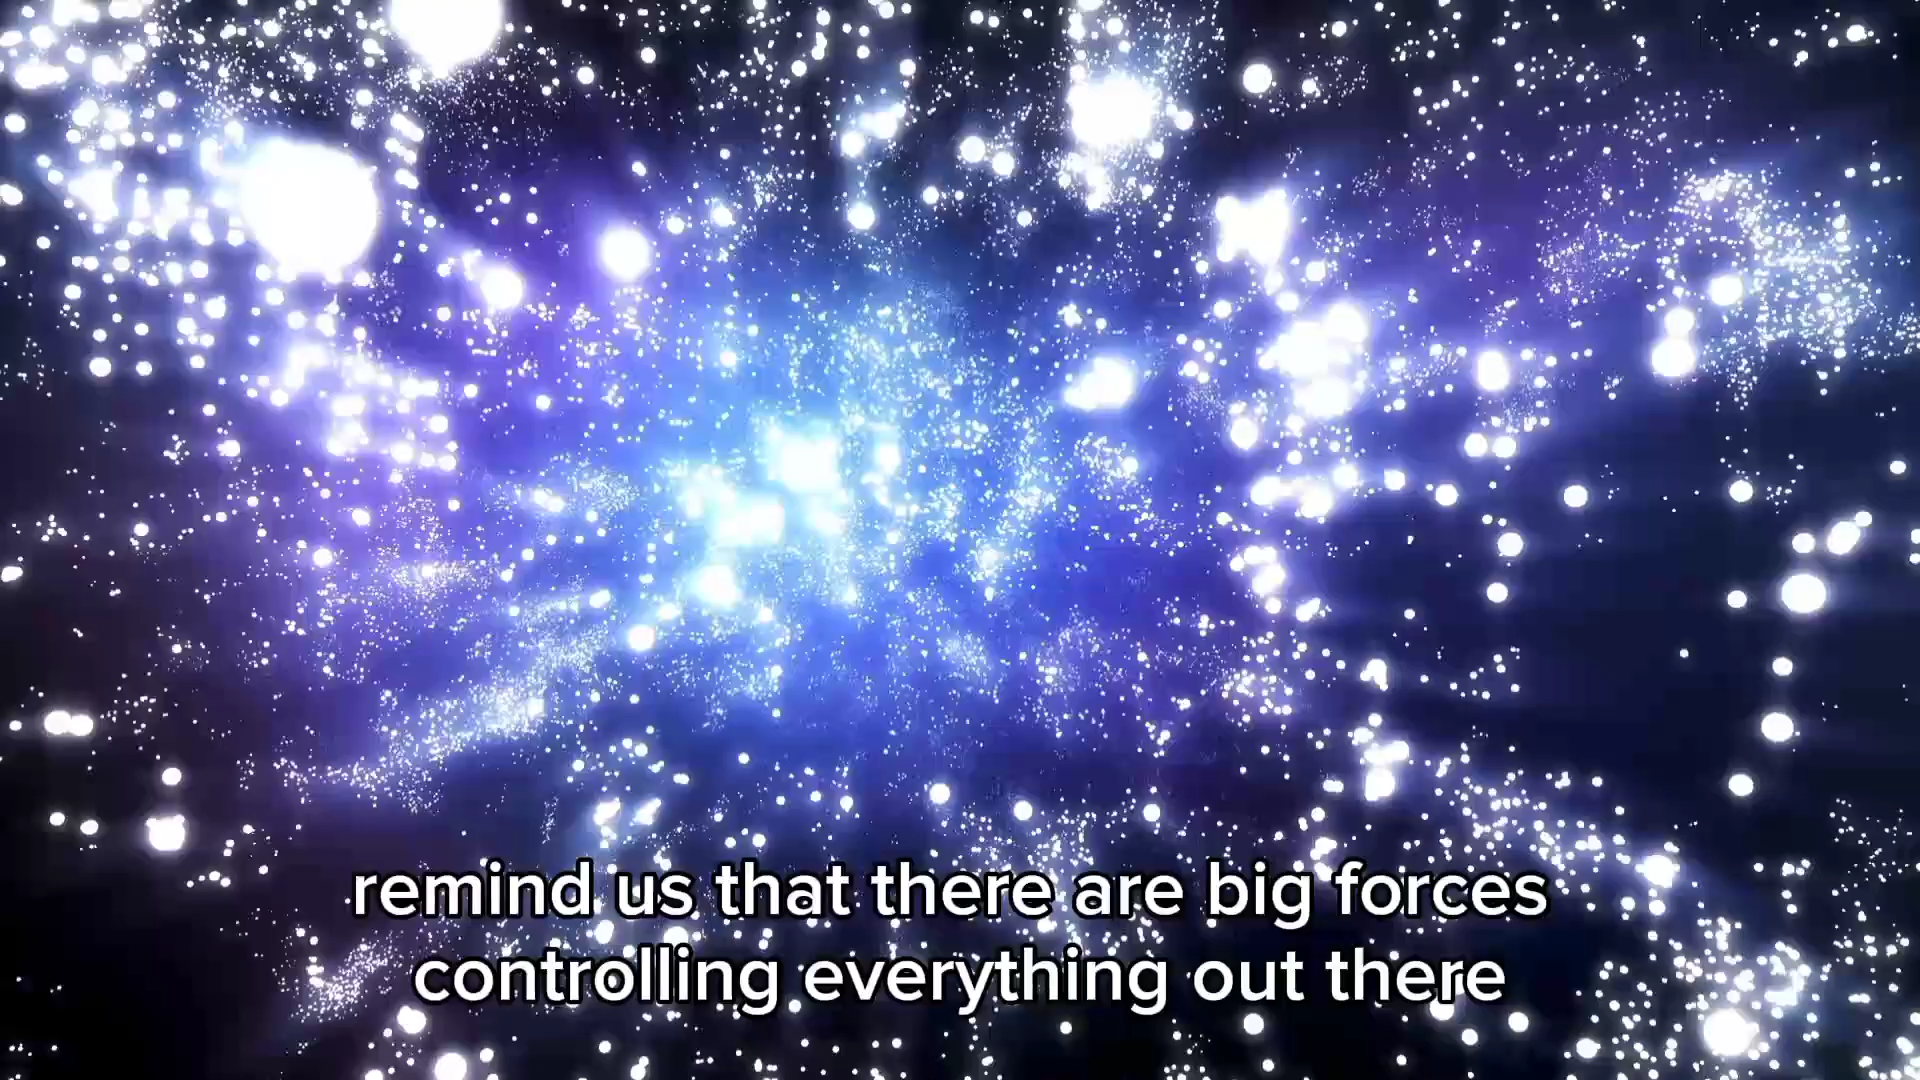 remind us that there are big forces
controlling everything out there